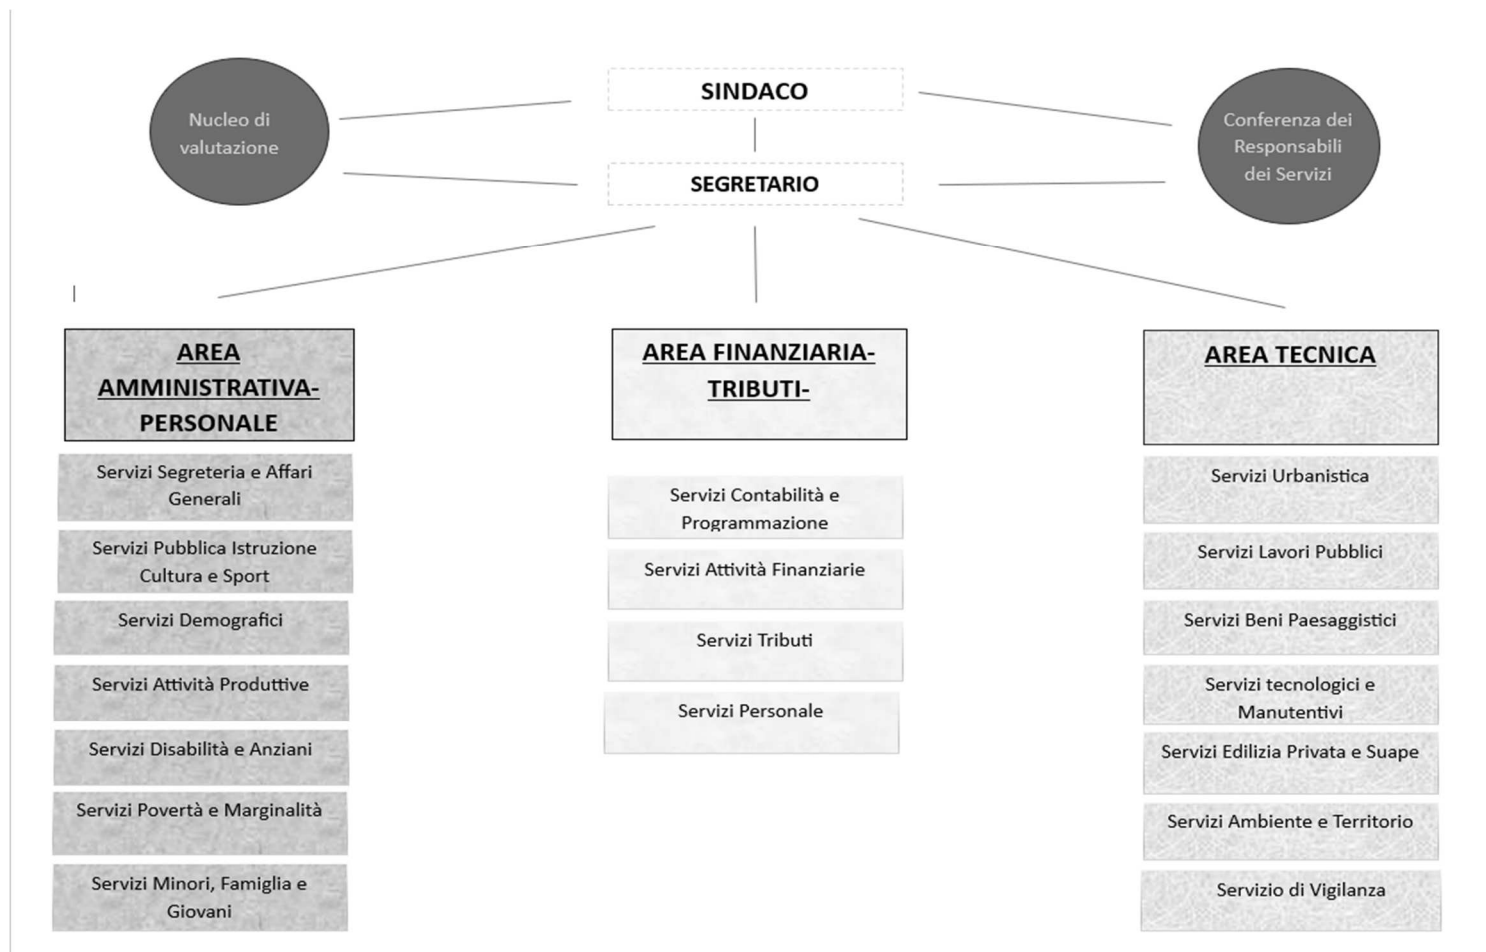 SINDACO
Nucleo di
valutazione
Conferenza dei
Responsabili
dei Servizi
SEGRETARIO
AREA
AMMINISTRATIVA-
PERSONALE
Servizi Segreteria e Affari
Generali
Servizi Pubblica Istruzione
Cultura e Sport
Servizi Demografici
Servizi Attività Produttive
Servizi Disabilità e Anziani
Servizi Povertà e Marginalità
Servizi Minori, Famiglia e
Giovani
AREA FINANZIARIA-
TRIBUTI-
Servizi Contabilità e
Programmazione
Servizi Attività Finanziarie
Servizi Tributi
Servizi Personale
AREA TECNICA
Servizi Urbanistica
Servizi Lavori Pubblici
Servizi Beni Paesaggistici
Servizi tecnologici e
Manutentivi
Servizi Edilizia Privata e Suape
Servizi Ambiente e Territorio
Servizio di Vigilanza